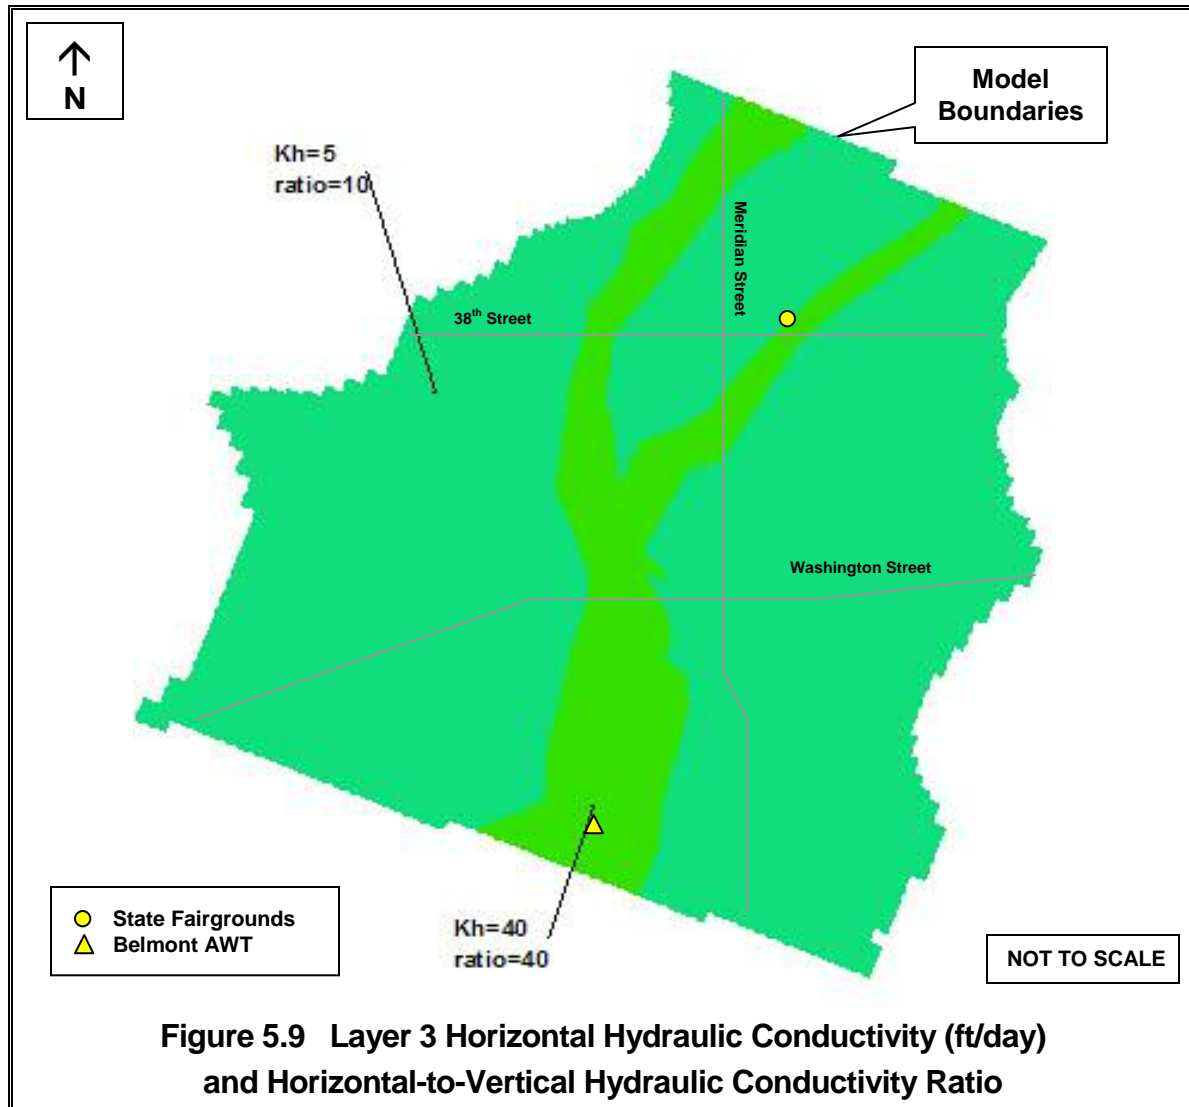 N
Model
Boundaries
Kh=5
ratio=10
Meridian Street
38th Street
Washington Street
Kh=40
ratio=40
State Fairgrounds
Belmont AWT
NOT TO SCALE
Figure 5.9 Layer 3 Horizontal Hydraulic Conductivity (ft/day)
and Horizontal-to-Vertical Hydraulic Conductivity Ratio